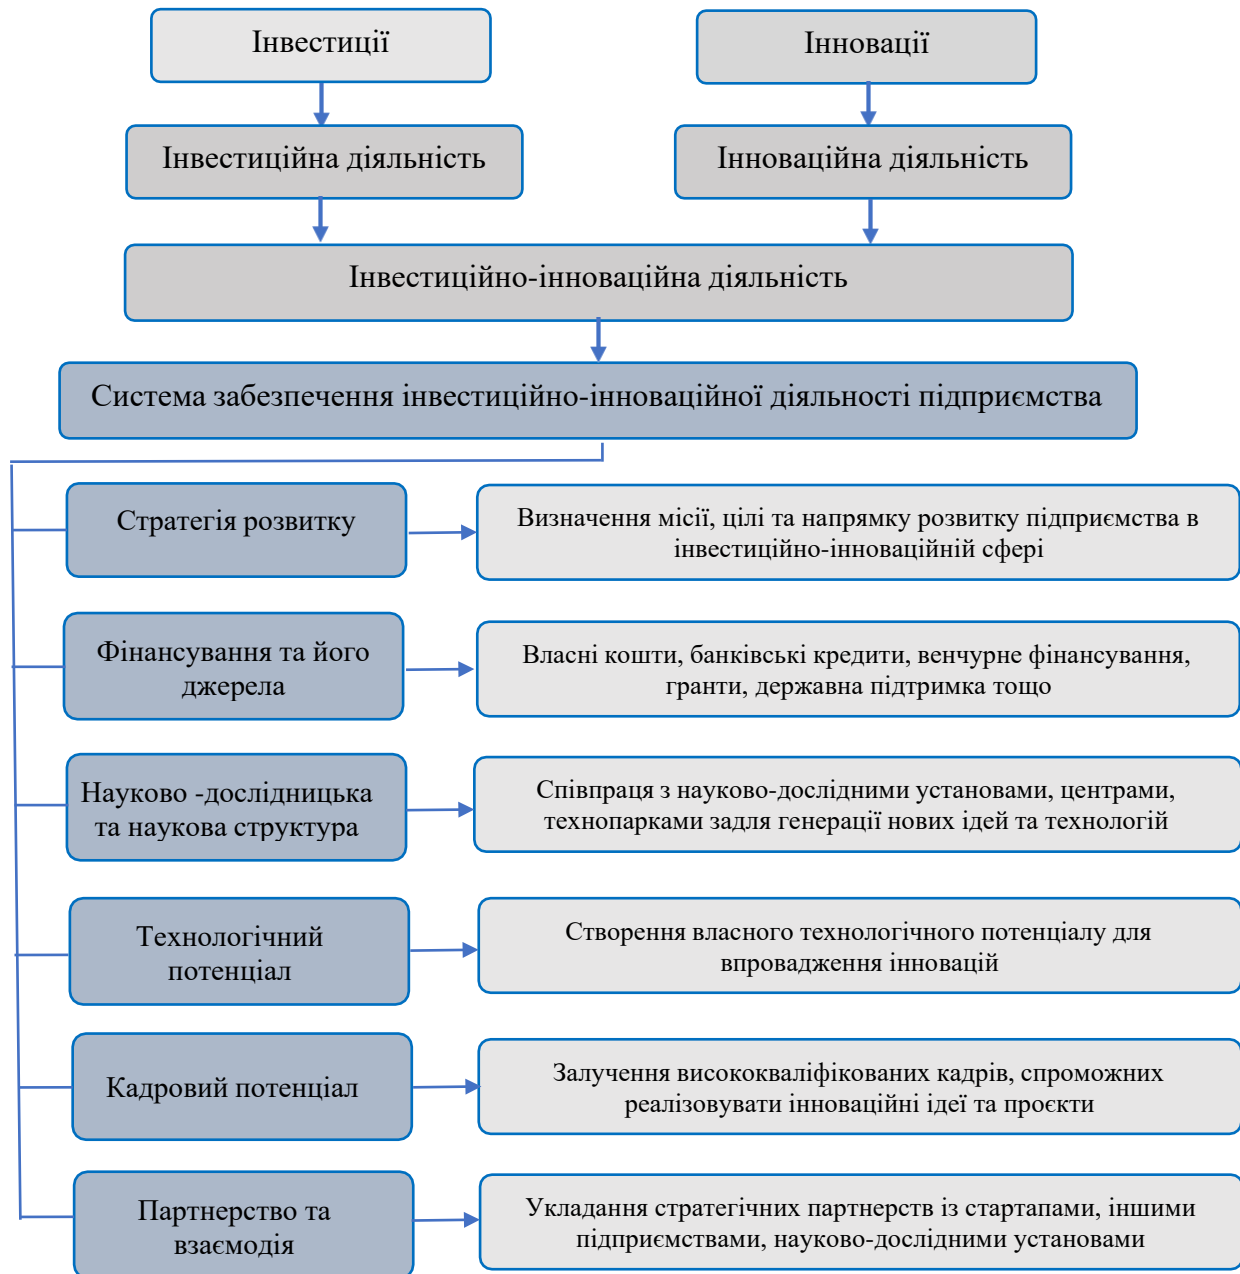 Інвестиції
Інновації
Інвестиційна діяльність
Інноваційна діяльність
Інвестиційно-інноваційна діяльність
Система забезпечення інвестиційно-інноваційної діяльності підприємства
Стратегія розвитку
Визначення місії, цілі та напрямку розвитку підприємства в
інвестиційно-інноваційній сфері
Фінансування та його
джерела
Власні кошти, банківські кредити, венчурне фінансування,
гранти, державна підтримка тощо
Науково -дослідницька
та наукова структура
Співпраця з науково-дослідними установами, центрами,
технопарками задля генерації нових ідей та технологій
Технологічний
потенціал
Створення власного технологічного потенціалу для
впровадження інновацій
Кадровий потенціал
Залучення висококваліфікованих кадрів, спроможних
реалізовувати інноваційні ідеї та проєкти
Партнерство та
взаємодія
Укладання стратегічних партнерств із стартапами, іншими
підприємствами, науково-дослідними установами